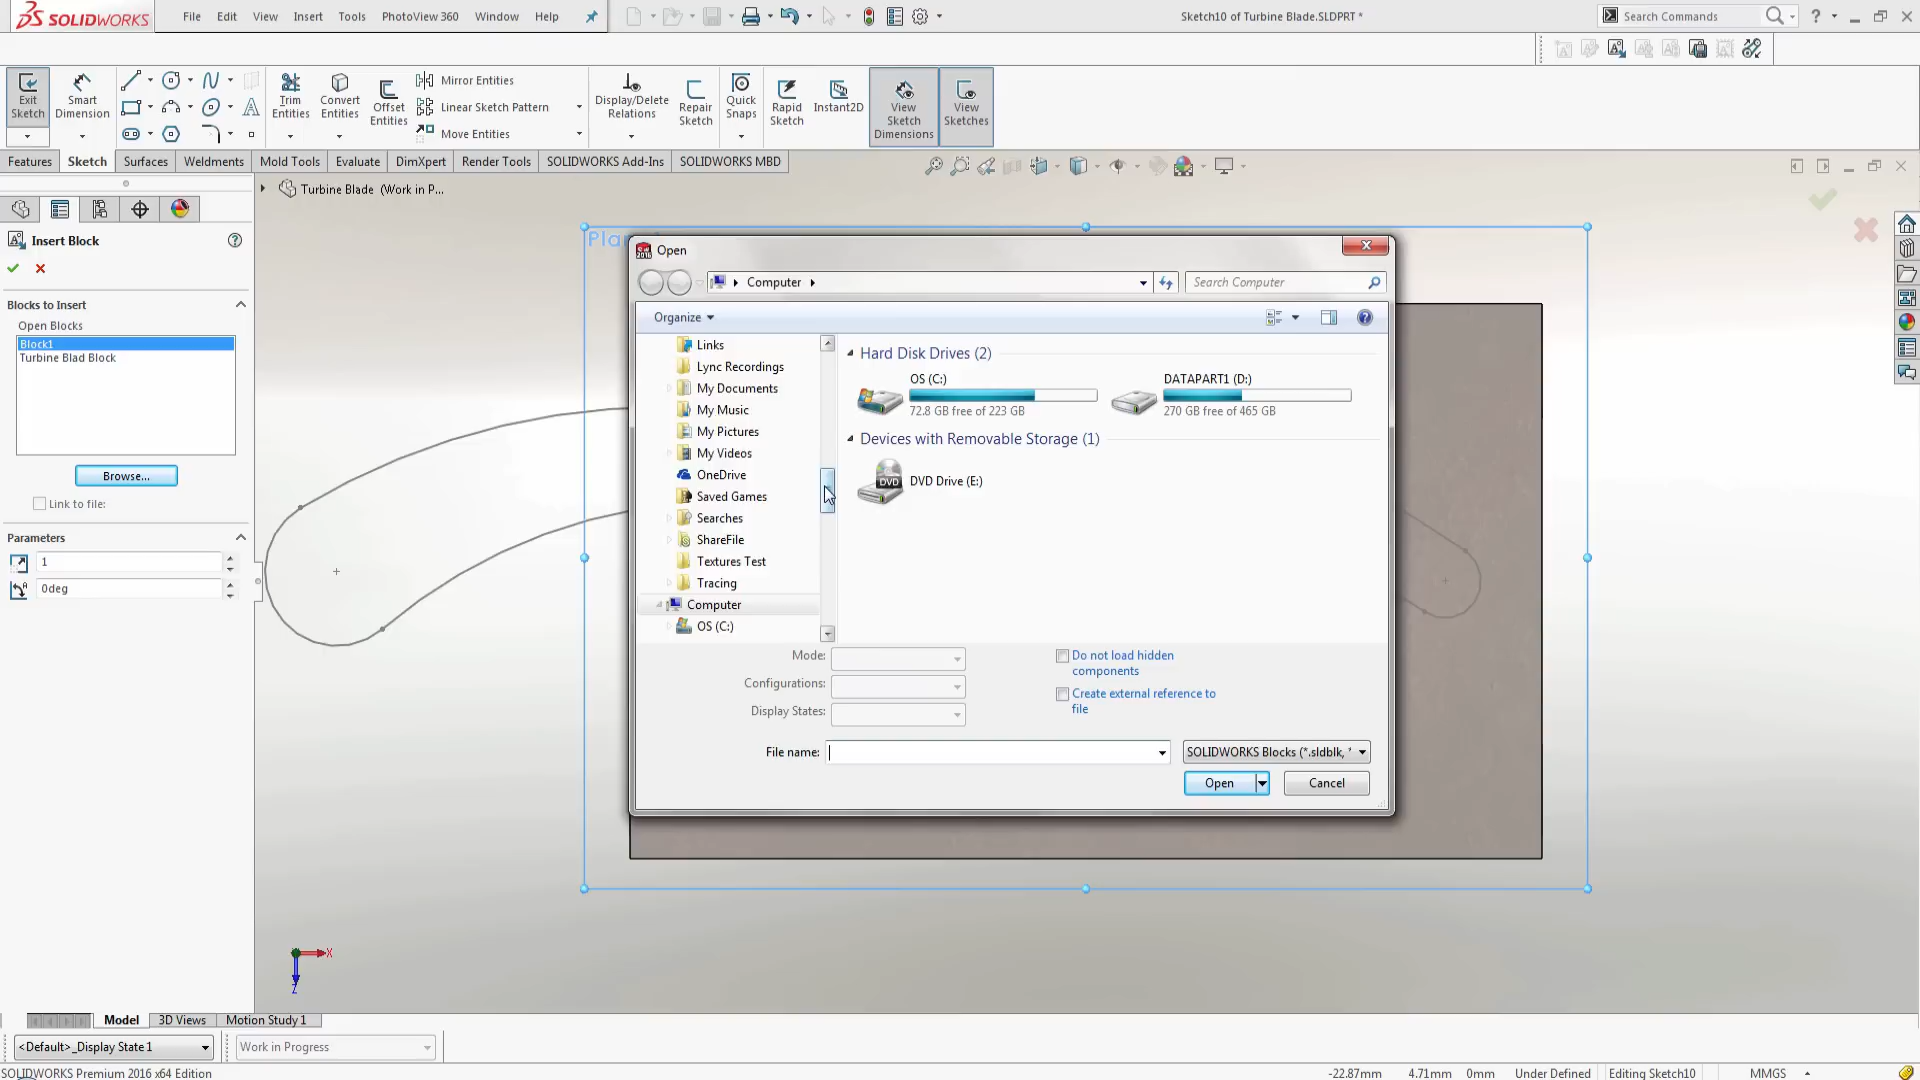 SOLIDWORKS
File Edit View Insert Tools PhotoView 360 Window Help
Sketch10 of Turbine Blade.SLDPRT *
Search Commands
Exit Sketch
Smart Dimension
Trim Entities
Convert Entities
Offset Entities
Mirror Entities
Linear Sketch Pattern
Move Entities
Display/Delete Relations
Repair Sketch
Quick Snaps
Rapid Sketch
Instant2D
View Sketch Dimensions
View Sketches
Features Sketch Surfaces Weldments Mold Tools Evaluate DimXpert Render Tools SOLIDWORKS Add-Ins SOLIDWORKS MBD
Turbine Blade (Work in P...
Insert Block
Blocks to Insert
Open Blocks
Block1
Turbine Blad Block
Browse...
Link to file:
Parameters
1
0deg
Open
Computer
Search Computer
Organize
Links
Lync Recordings
My Documents
My Music
My Pictures
My Videos
OneDrive
Saved Games
Searches
ShareFile
Textures Test
Tracing
Computer
OS (C:)
Hard Disk Drives (2)
OS (C:)
72.8 GB free of 223 GB
DATAPART1 (D:)
270 GB free of 465 GB
Devices with Removable Storage (1)
DVD
DVD Drive (E:)
Mode:
Configurations:
Display States:
Do not load hidden
components
Create external reference to
file
File name:
SOLIDWORKS Blocks (*.sldblk, *
Open Cancel
X
Z
Model 3D Views Motion Study 1
<Default>_Display State 1
Work in Progress
SOLIDWORKS Premium 2016 x64 Edition
-22.87mm 4.71mm 0mm Under Defined Editing Sketch10 MMGS